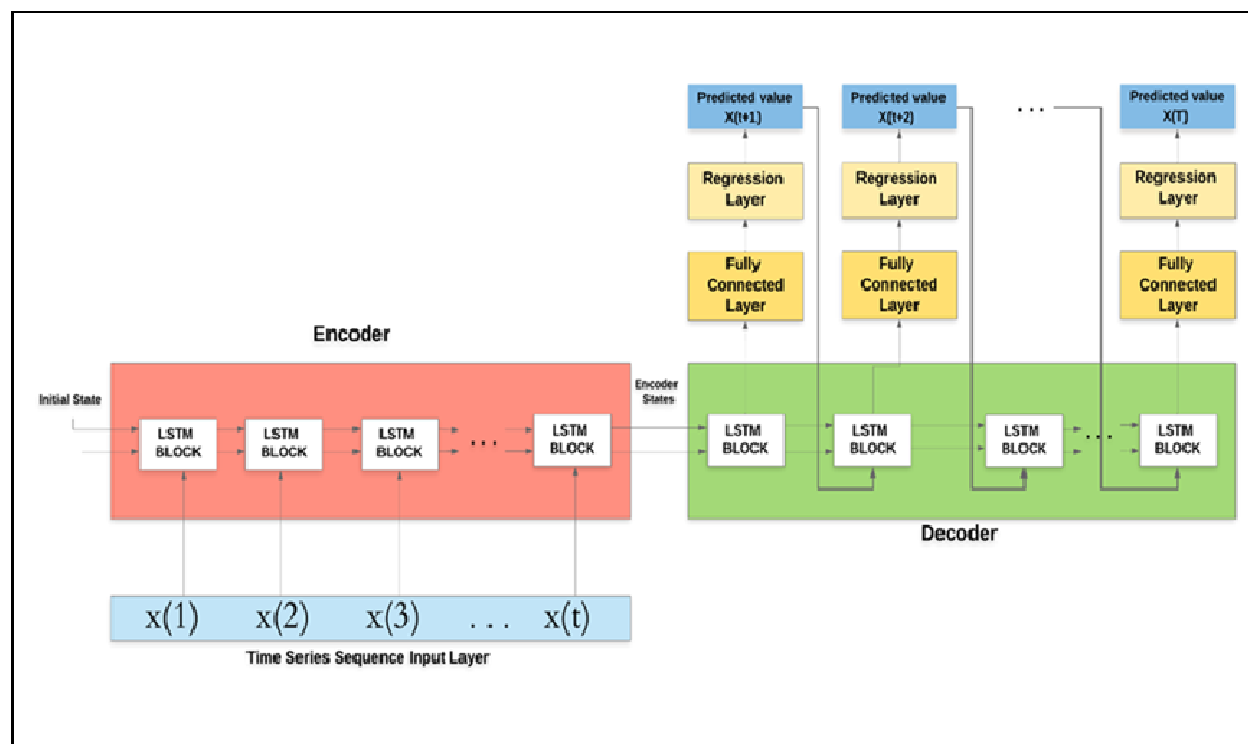 Predicted value
X(t+1)
Predicted value
X(t+2)
. . .
Predicted value
X(T)
Regression
Layer
Regression
Layer
Regression
Layer
Fully
Connected
Layer
Fully
Connected
Layer
Fully
Connected
Layer
Encoder
Initial State
Encoder
States
LSTM
BLOCK
LSTM
BLOCK
LSTM
BLOCK
. . .
LSTM
BLOCK
LSTM
BLOCK
LSTM
BLOCK
LSTM
BLOCK
. . .
LSTM
BLOCK
Decoder
x(1) x(2) x(3) . . . x(t)
Time Series Sequence Input Layer